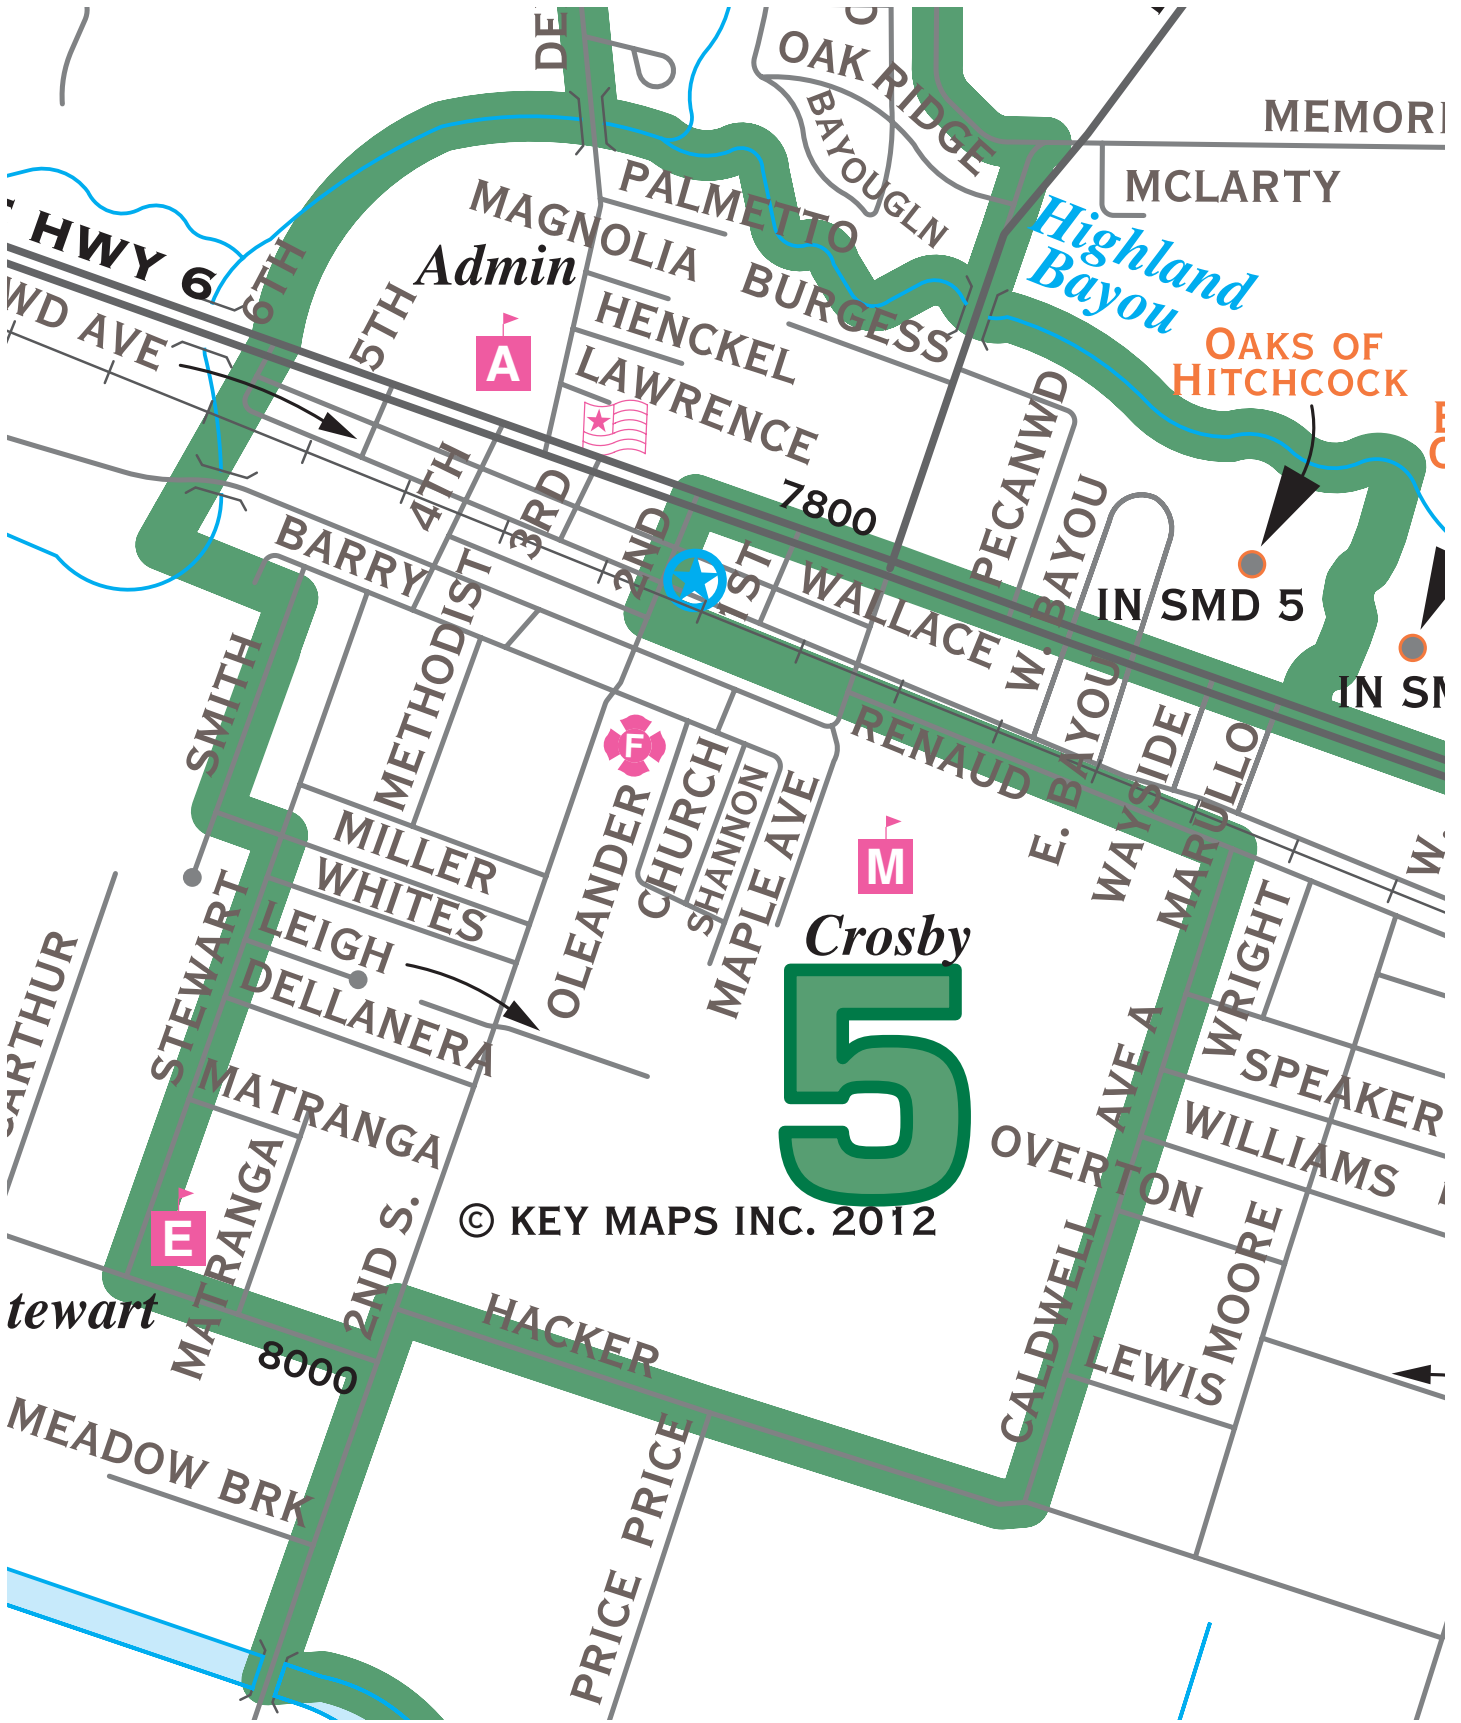 DE
OAK RIDGE
BAYOUGLN
MEMORI
MCLARTY
PALMETTO
MAGNOLIA
Highland
Bayou
HWY 6
6TH
Admin
BURGESS
5TH
HENCKEL
WD AVE
A
LAWRENCE
OAKS OF
HITCHCOCK
PECANWD
4TH
3RD
2ND
1ST
7800
W. BAYOU
BARRY
WALLACE
IN SMD 5
METHODIST
SMITH
IN SM
F
RENAUD
E. BAYOU
WAYSIDE
MARULLO
W.
OLEANDER
CHURCH
SHANNON
MAPLE AVE
MILLER
M
WHITES
STEWART
LEIGH
Crosby
5
WRIGHT
CARTHUR
DELLANERA
MATRANGA
SPEAKER
WILLIAMS
OVERTON
CALDWELL AVE A
E
MATRANGA
2ND S.
© KEY MAPS INC. 2012
MOORE
tewart
8000
HACKER
LEWIS
MEADOW BRK
PRICE
PRICE